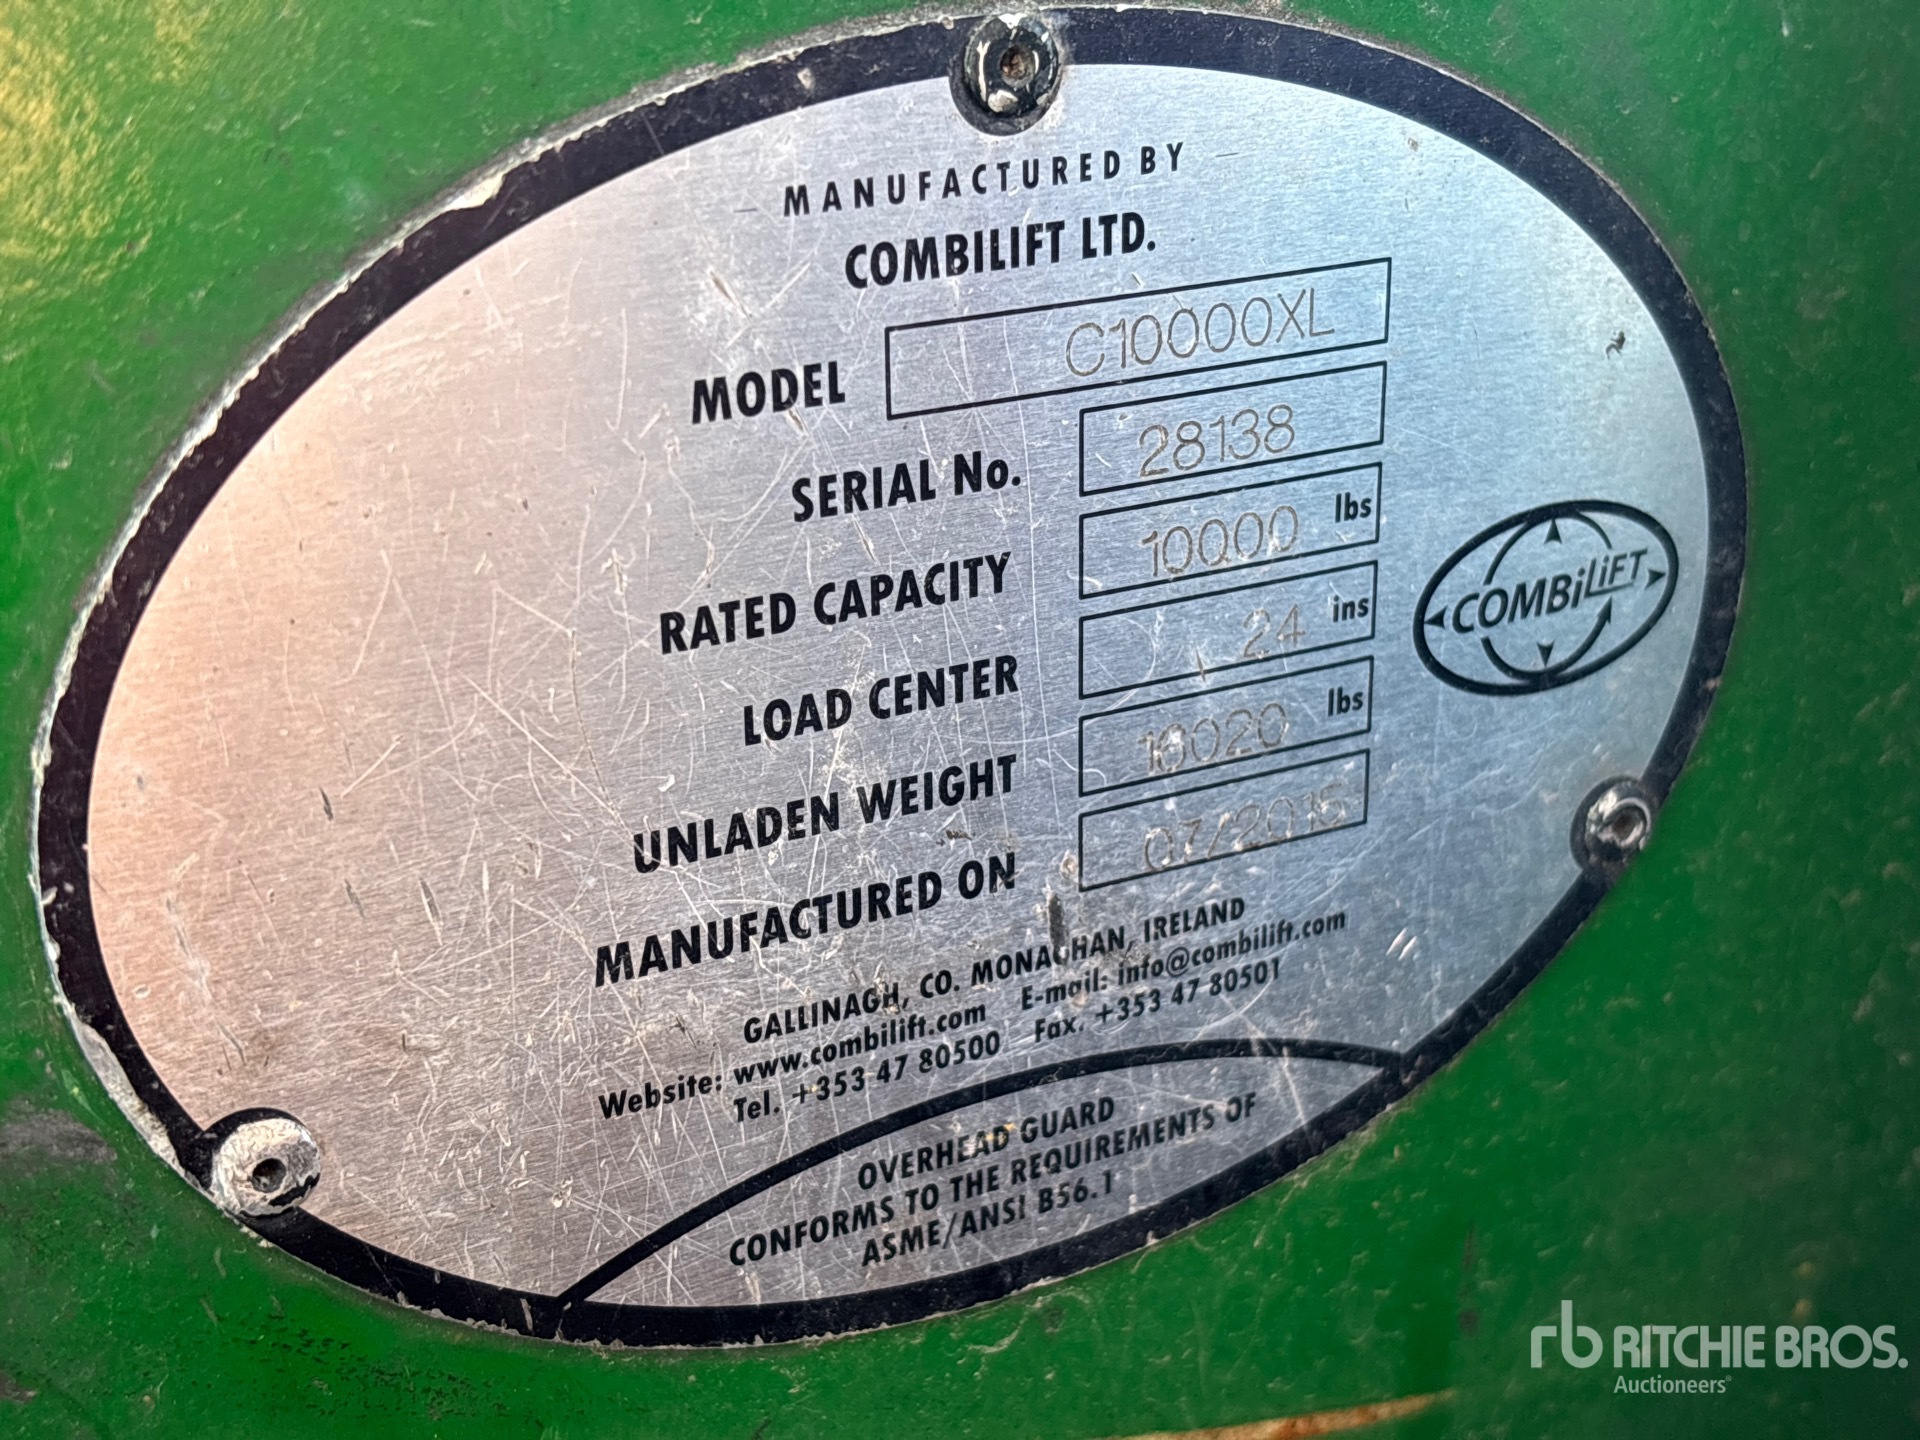 MANUFACTURED BY
COMBILIFT LTD.
MODEL C10000XL
SERIAL No. 28138
RATED CAPACITY 10000 lbs
LOAD CENTER 24 ins
UNLADEN WEIGHT lbs
MANUFACTURED ON 07/2015
GALLINAGH, CO. MONAGHAN, IRELAND
Website: www.combilift.com E-mail: info@combilift.com
Tel. +353 47 80500 Fax. +353 47 80501
OVERHEAD GUARD
CONFORMS TO THE REQUIREMENTS OF
ASME/ANSI B56.1
COMBiLiFT
rb RITCHIE BROS.
Auctioneers®